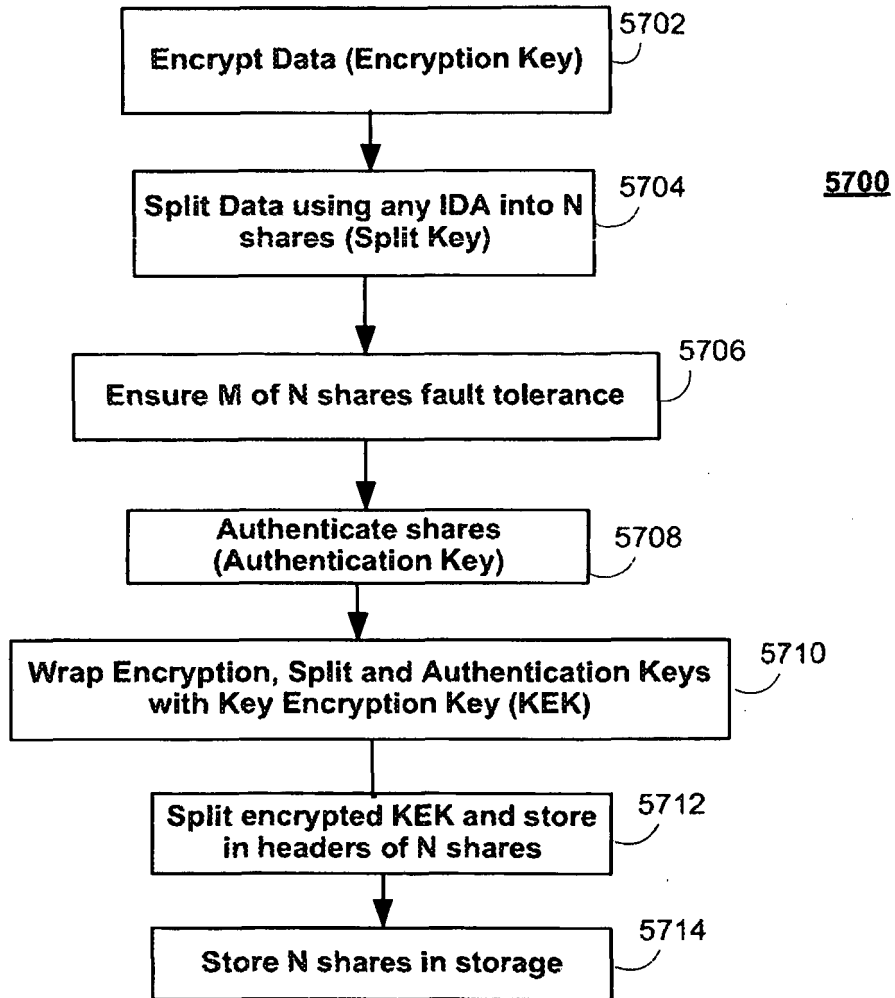 5702
Encrypt Data (Encryption Key)
5700
5704
Split Data using any IDA into N
shares (Split Key)
5706
Ensure M of N shares fault tolerance
Authenticate shares
(Authentication Key)
5708
5710
Wrap Encryption, Split and Authentication Keys
with Key Encryption Key (KEK)
5712
Split encrypted KEK and store
in headers of N shares
5714
Store N shares in storage